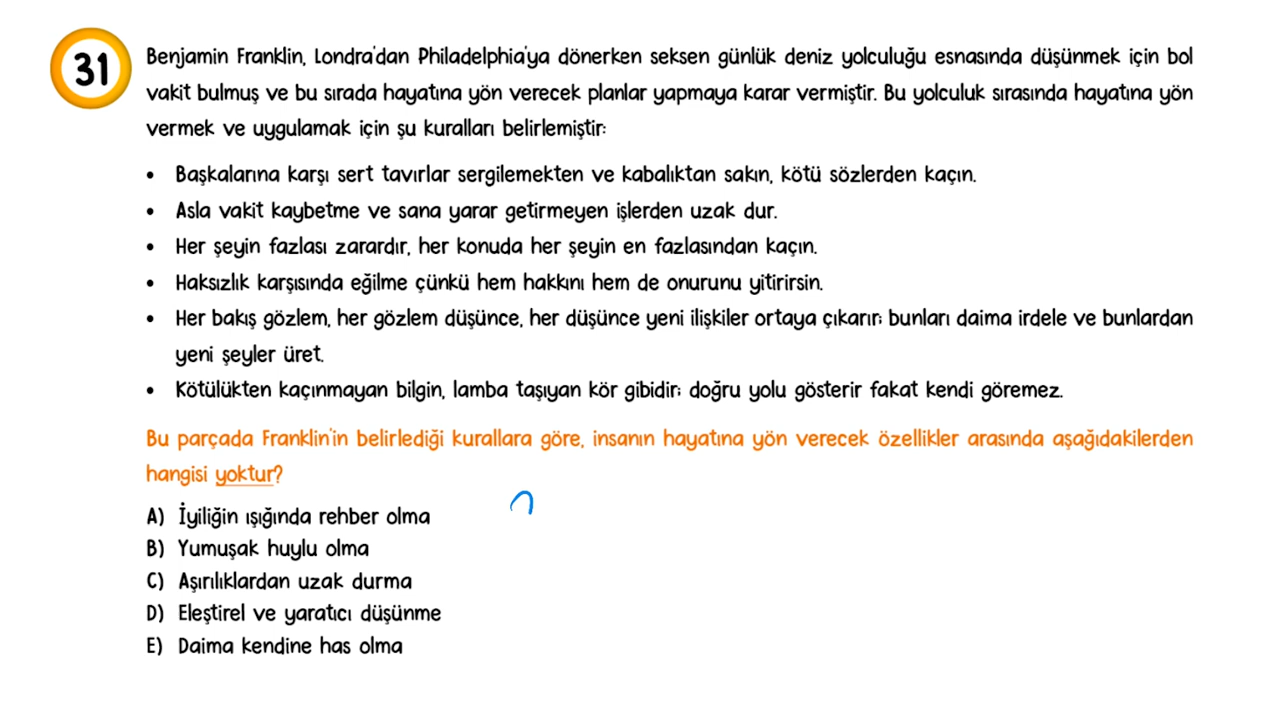 31
Benjamin Franklin, Londra'dan Philadelphia'ya dönerken seksen günlük deniz yolculuğu esnasında düşünmek için bol
vakit bulmuş ve bu sırada hayatına yön verecek planlar yapmaya karar vermiştir. Bu yolculuk sırasında hayatına yön
vermek ve uygulamak için şu kuralları belirlemiştir:
• Başkalarına karşı sert tavırlar sergilemekten ve kabalıktan sakın, kötü sözlerden kaçın.
• Asla vakit kaybetme ve sana yarar getirmeyen işlerden uzak dur.
• Her şeyin fazlası zarardır, her konuda her şeyin en fazlasından kaçın.
• Haksızlık karşısında eğilme çünkü hem hakkını hem de onurunu yitirirsin.
• Her bakış gözlem, her gözlem düşünce, her düşünce yeni ilişkiler ortaya çıkarır; bunları daima irdele ve bunlardan
yeni şeyler üret.
• Kötülükten kaçınmayan bilgin, lamba taşıyan kör gibidir; doğru yolu gösterir fakat kendi göremez.
Bu parçada Franklin'in belirlediği kurallara göre, insanın hayatına yön verecek özellikler arasında aşağıdakilerden
hangisi yoktur?
A) İyiliğin ışığında rehber olma
B) Yumuşak huylu olma
C) Aşırılıklardan uzak durma
D) Eleştirel ve yaratıcı düşünme
E) Daima kendine has olma